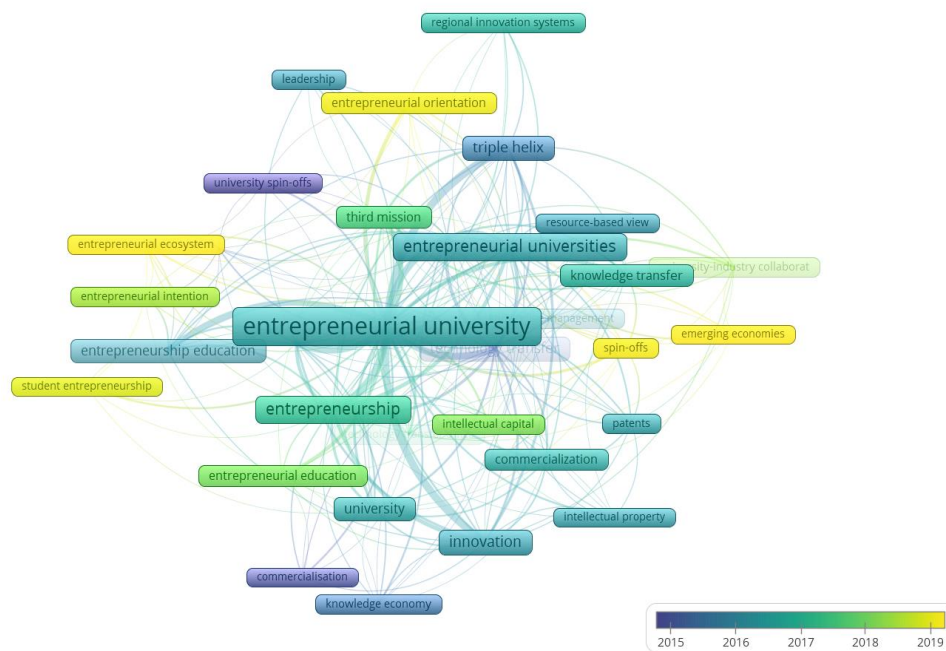 regional innovation systems
leadership
entrepreneurial orientation
triple helix
university spin-offs
third mission
resource-based view
entrepreneurial ecosystem
entrepreneurial universities
knowledge transfer
collaborat
entrepreneurial intention
entrepreneurial university
management
emerging economies
entrepreneurship education
spin-offs
student entrepreneurship
entrepreneurship
intellectual capital
patents
commercialization
entrepreneurial education
university
intellectual property
innovation
commercialisation
knowledge economy
2015 2016 2017 2018 2019